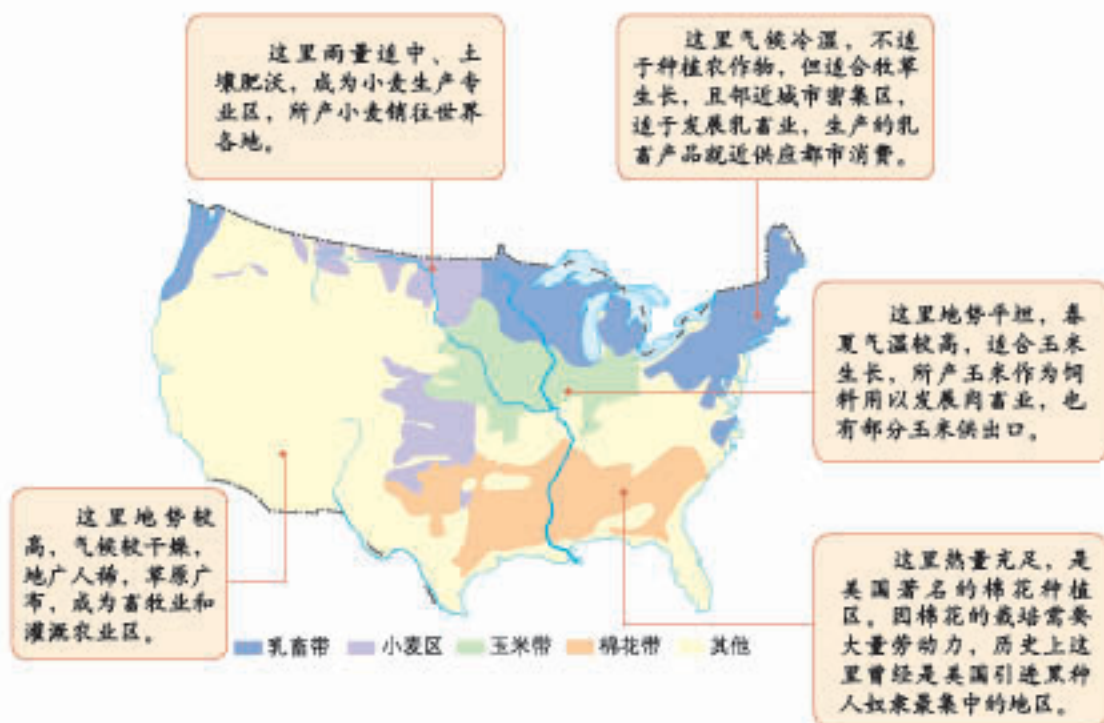 这里雨量适中、土
壤肥沃，成为小麦生产专
业区，所产小麦销往世界
各地。
这里气候冷湿，不适
于种植农作物，但适合牧草
生长，且邻近城市密集区，
适于发展乳畜业，生产的乳
畜产品就近供应都市消费。
这里地势平坦，春
夏气温较高，适合玉米
生长，所产玉米作为饲
料用以发展肉畜业，也
有部分玉米供出口。
这里地势较
高，气候较干燥，
地广人稀，草原广
布，成为畜牧业和
灌溉农业区。
这里热量充足，是
美国著名的棉花种植
区。因棉花的栽培需要
大量劳动力，历史上这
里曾经是美国引进黑种
人奴隶最集中的地区。
乳畜带 小麦区 玉米带 棉花带 其他